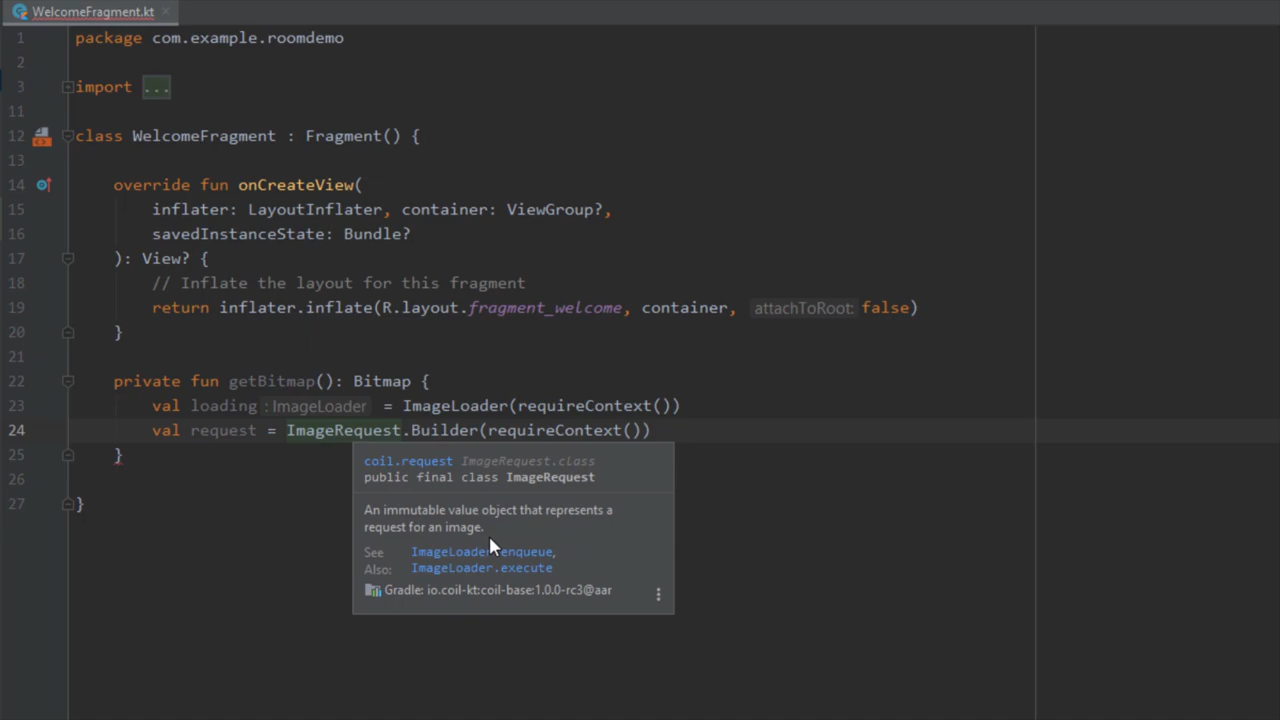 WelcomeFragment.kt
1 package com.example.roomdemo
2
3 import ...
11
12 class WelcomeFragment : Fragment() {
13
14 override fun onCreateView(
15 inflater: LayoutInflater, container: ViewGroup?,
16 savedInstanceState: Bundle?
17 ): View? {
18 // Inflate the layout for this fragment
19 return inflater.inflate(R.layout.fragment_welcome, container, attachToRoot: false)
20 }
21
22 private fun getBitmap(): Bitmap {
23 val loading : ImageLoader = ImageLoader(requireContext())
24 val request = ImageRequest.Builder(requireContext())
25 }
26
27 }
coil.request ImageRequest.class
public final class ImageRequest
An immutable value object that represents a
request for an image.
See ImageLoader.enqueue,
Also: ImageLoader.execute
Gradle: io.coil-kt:coil-base:1.0.0-rc3@aar